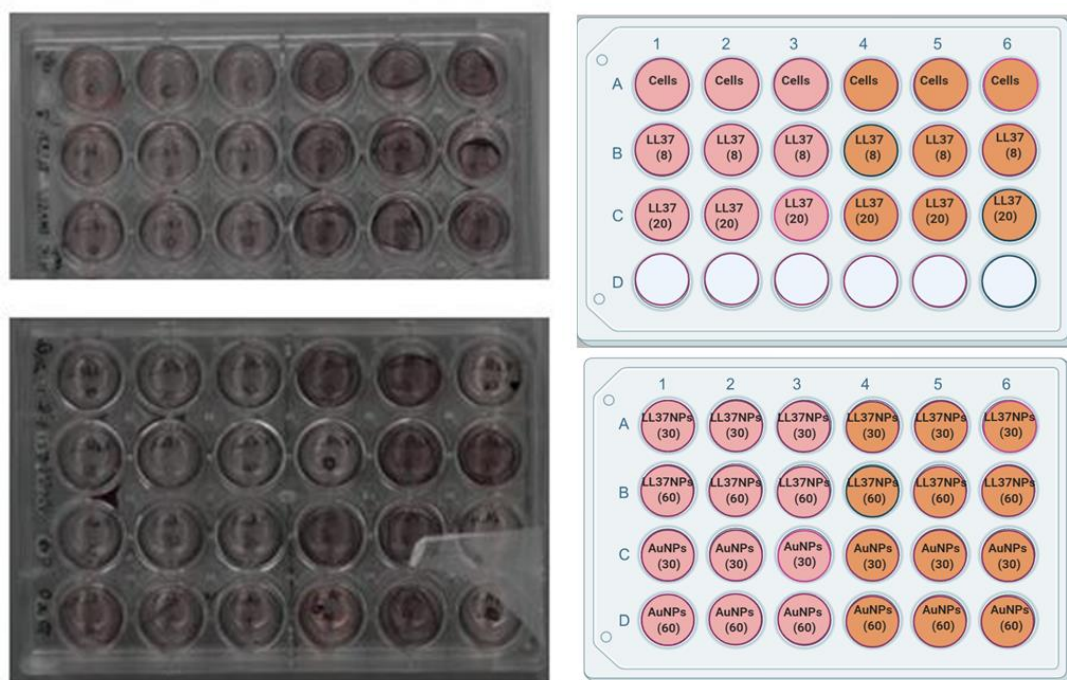 1 2 3 4 5 6
A Cells Cells Cells Cells Cells Cells
B LL37 LL37 LL37 LL37 LL37 LL37
(8) (8) (8) (8) (8) (8)
C LL37 LL37 LL37 LL37 LL37 LL37
(20) (20) (20) (20) (20) (20)
D
1 2 3 4 5 6
A LL37NPs LL37NPs LL37NPs LL37NPs LL37NPs LL37NPs
(30) (30) (30) (30) (30) (30)
B LL37NPs LL37NPs LL37NPs LL37NPs LL37NPs LL37NPs
(60) (60) (60) (60) (60) (60)
C AuNPs AuNPs AuNPs AuNPs AuNPs AuNPs
(30) (30) (30) (30) (30) (30)
D AuNPs AuNPs AuNPs AuNPs AuNPs AuNPs
(60) (60) (60) (60) (60) (60)